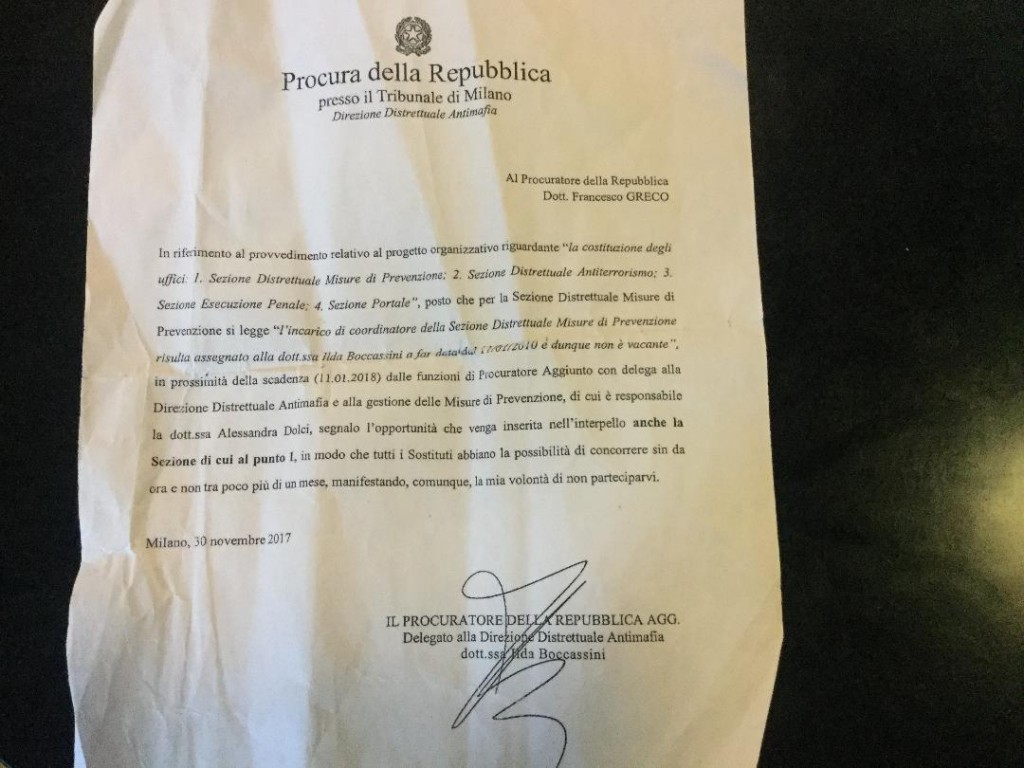 Procura della Repubblica
presso il Tribunale di Milano
Direzione Distrettuale Antimafia
Al Procuratore della Repubblica
Dott. Francesco GRECO
In riferimento al provvedimento relativo al progetto organizzativo riguardante “la costituzione degli
uffici: 1. Sezione Distrettuale Misure di Prevenzione; 2. Sezione Distrettuale Antiterrorismo; 3.
Sezione Esecuzione Penale; 4. Sezione Portale”, posto che per la Sezione Distrettuale Misure di
Prevenzione si legge “l’incarico di coordinatore della Sezione Distrettuale Misure di Prevenzione
risulta assegnato alla dott.ssa Ilda Boccassini a far data dal è dunque non è vacante”,
in prossimità della scadenza (11.01.2018) dalle funzioni di Procuratore Aggiunto con delega alla
Direzione Distrettuale Antimafia e alla gestione delle Misure di Prevenzione, di cui è responsabile
la dott.ssa Alessandra Dolci, segnalo l’opportunità che venga inserita nell’interpello anche la
Sezione di cui al punto I, in modo che tutti i Sostituti abbiano la possibilità di concorrere sin da
ora e non tra poco più di un mese, manifestando, comunque, la mia volontà di non parteciparvi.
Milano, 30 novembre 2017
IL PROCURATORE DELLA REPUBBLICA AGG.
Delegato alla Direzione Distrettuale Antimafia
dott.ssa Ilda Boccassini